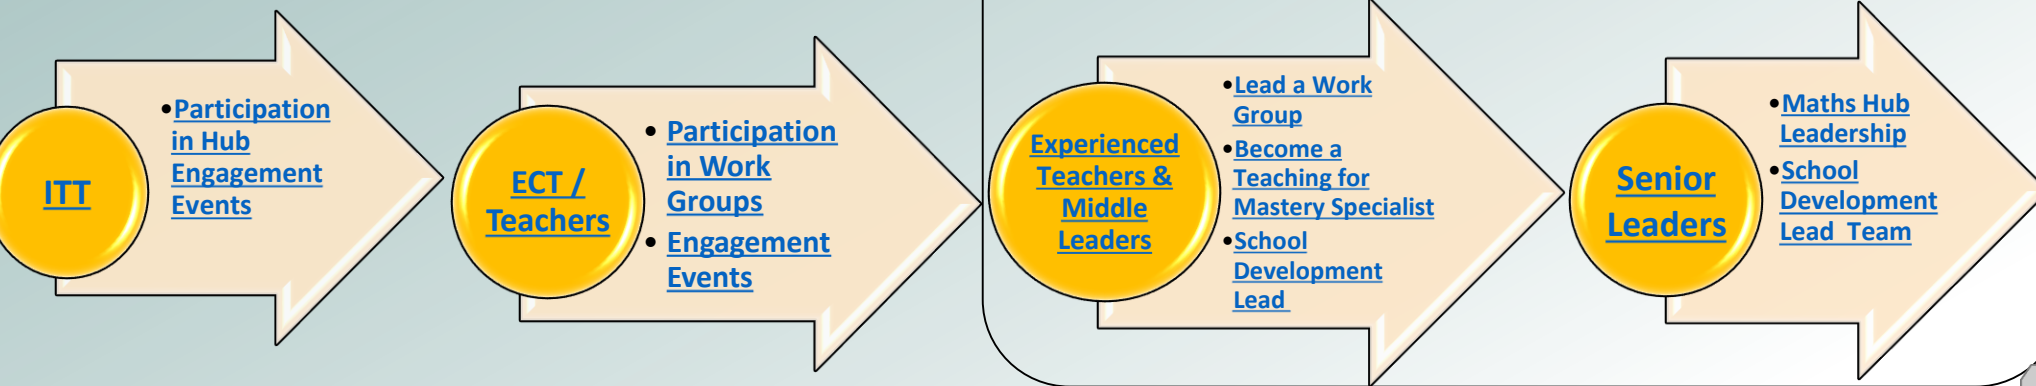 ITT
•Participation
in Hub
Engagement
Events
ECT /
Teachers
• Participation
in Work
Groups
• Engagement
Events
Experienced
Teachers &
Middle
Leaders
•Lead a Work
Group
•Become a
Teaching for
Mastery Specialist
•School
Development
Lead
Senior
Leaders
•Maths Hub
Leadership
•School
Development
Lead Team